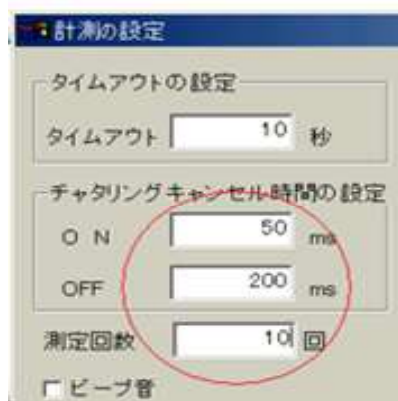 計測の設定
タイムアウトの設定
タイムアウト 10 秒
チャタリングキャンセル時間の設定
O N 50 ms
OFF 200 ms
測定回数 10 回
ビープ音